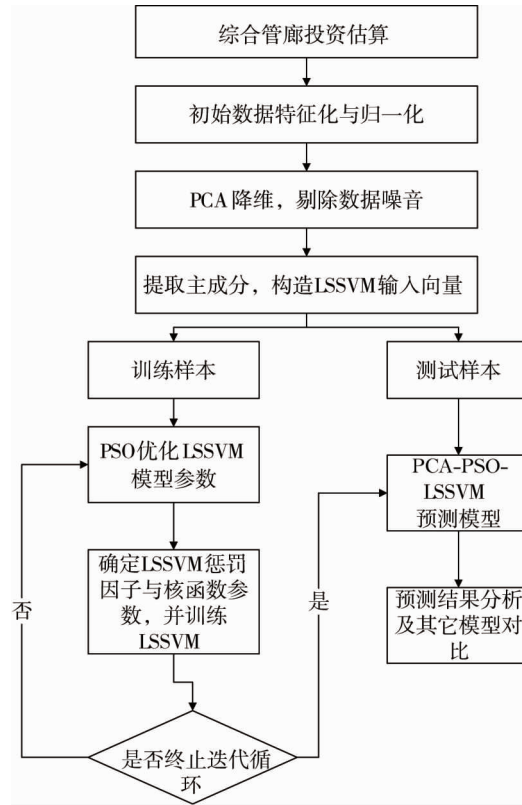 综合管廊投资估算
初始数据特征化与归一化
PCA降维，剔除数据噪音
提取主成分，构造LSSVM输入向量
训练样本
测试样本
PSO优化LSSVM
模型参数
PCA-PSO-
LSSVM
预测模型
确定LSSVM惩罚
因子与核函数参
数，并训练
LSSVM
否
是
预测结果分析
及其它模型对
比
是否终止迭代循
环